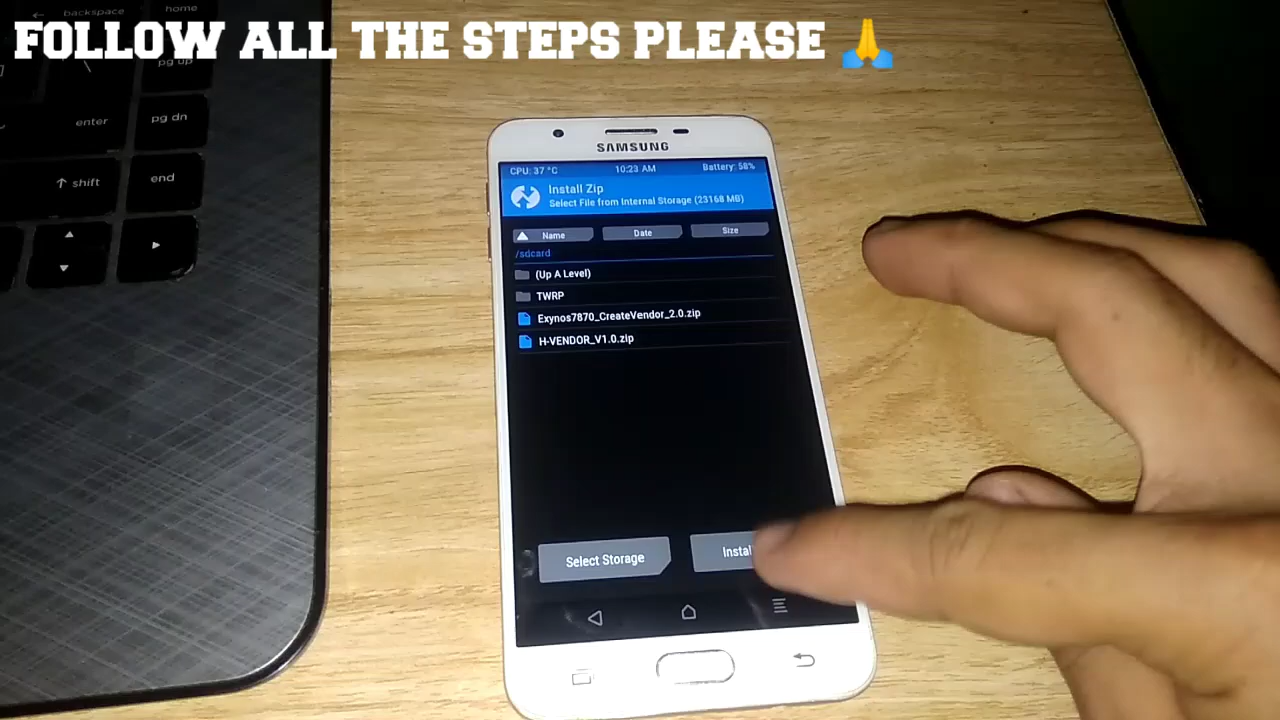 FOLLOW ALL THE STEPS PLEASE 🙏
backspace
home
pg up
enter
pg dn
↑ shift
end
SAMSUNG
CPU: 37 °C 10:23 AM Battery: 58%
Install Zip
Select File from Internal Storage (23168 MB)
Name Date Size
/sdcard
(Up A Level)
TWRP
Exynos7870_CreateVendor_2.0.zip
H-VENDOR_V1.0.zip
Select Storage